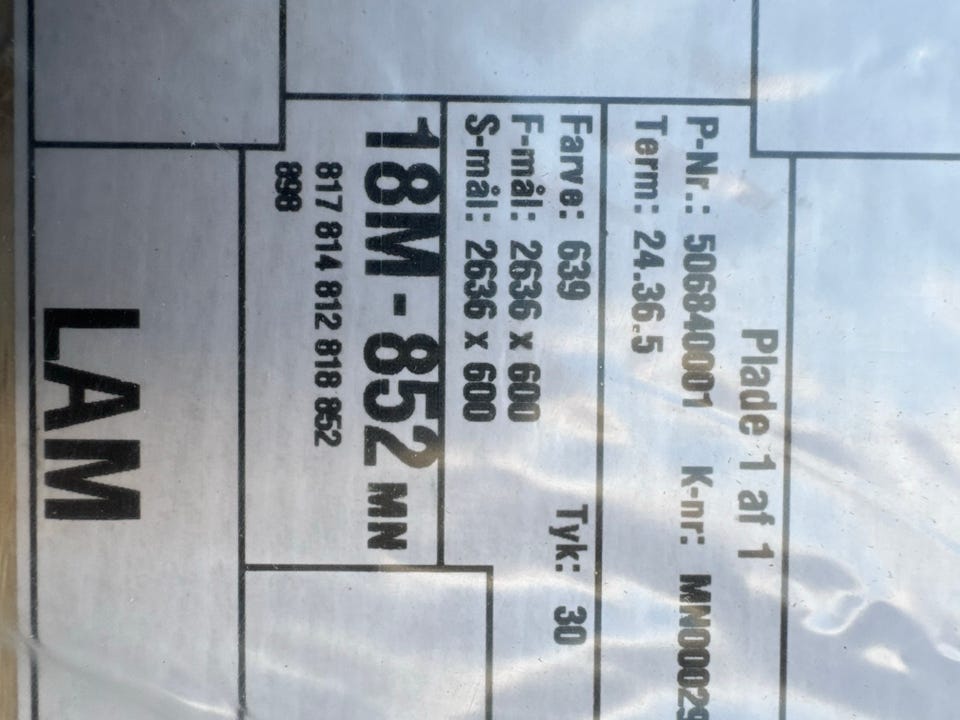 Plade 1 af 1
P-Nr.: 506840001 K-nr: MN00029
Term: 24.36.5
Farve: 639 Tyk: 30
F-mål: 2636 x 600
S-mål: 2636 x 600
18M - 852 MN
817 814 812 818 852
898
LAM